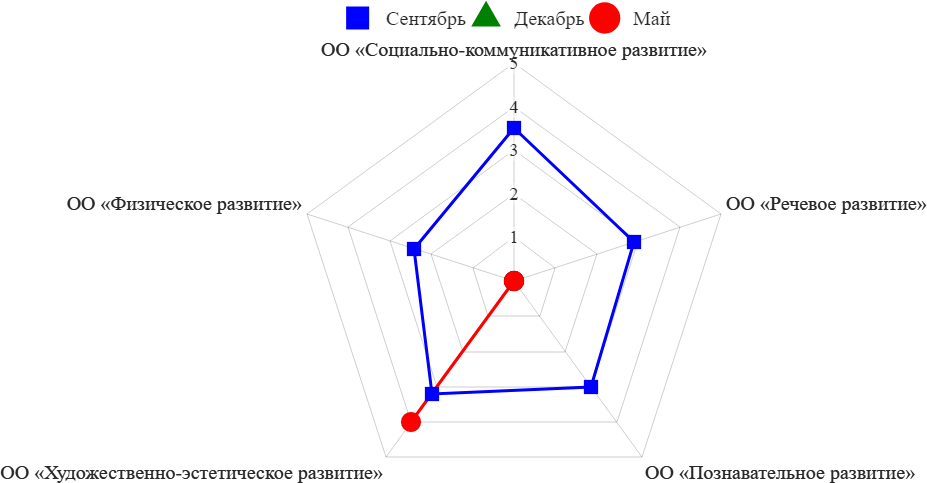 Сентябрь Декабрь Май
ОО «Социально-коммуникативное развитие»
5
4
3
ОО «Физическое развитие» 2 ОО «Речевое развитие»
1
ОО «Художественно-эстетическое развитие» ОО «Познавательное развитие»